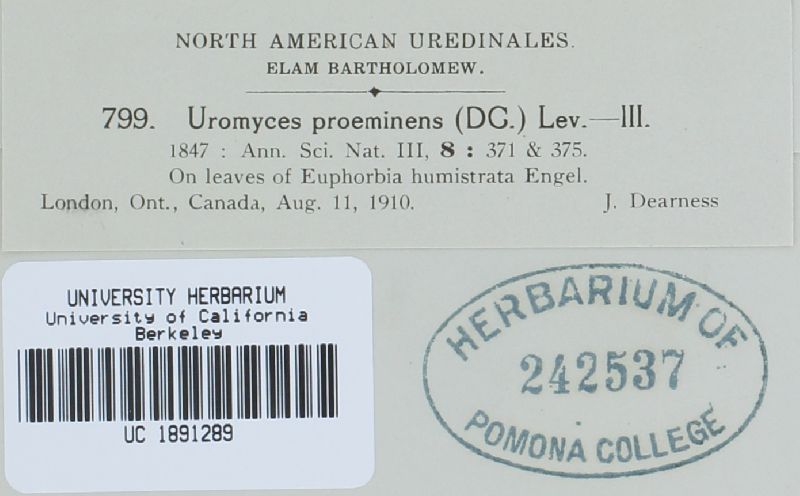 NORTH AMERICAN UREDINALES.
ELAM BARTHOLOMEW.
799. Uromyces proeminens (DC.) Lev.—III.
1847 : Ann. Sci. Nat. III, 8 : 371 & 375.
On leaves of Euphorbia humistrata Engel.
London, Ont., Canada, Aug. 11, 1910. J. Dearness
UNIVERSITY HERBARIUM
University of California
Berkeley
UC 1891289
HERBARIUM OF
242537
POMONA COLLEGE